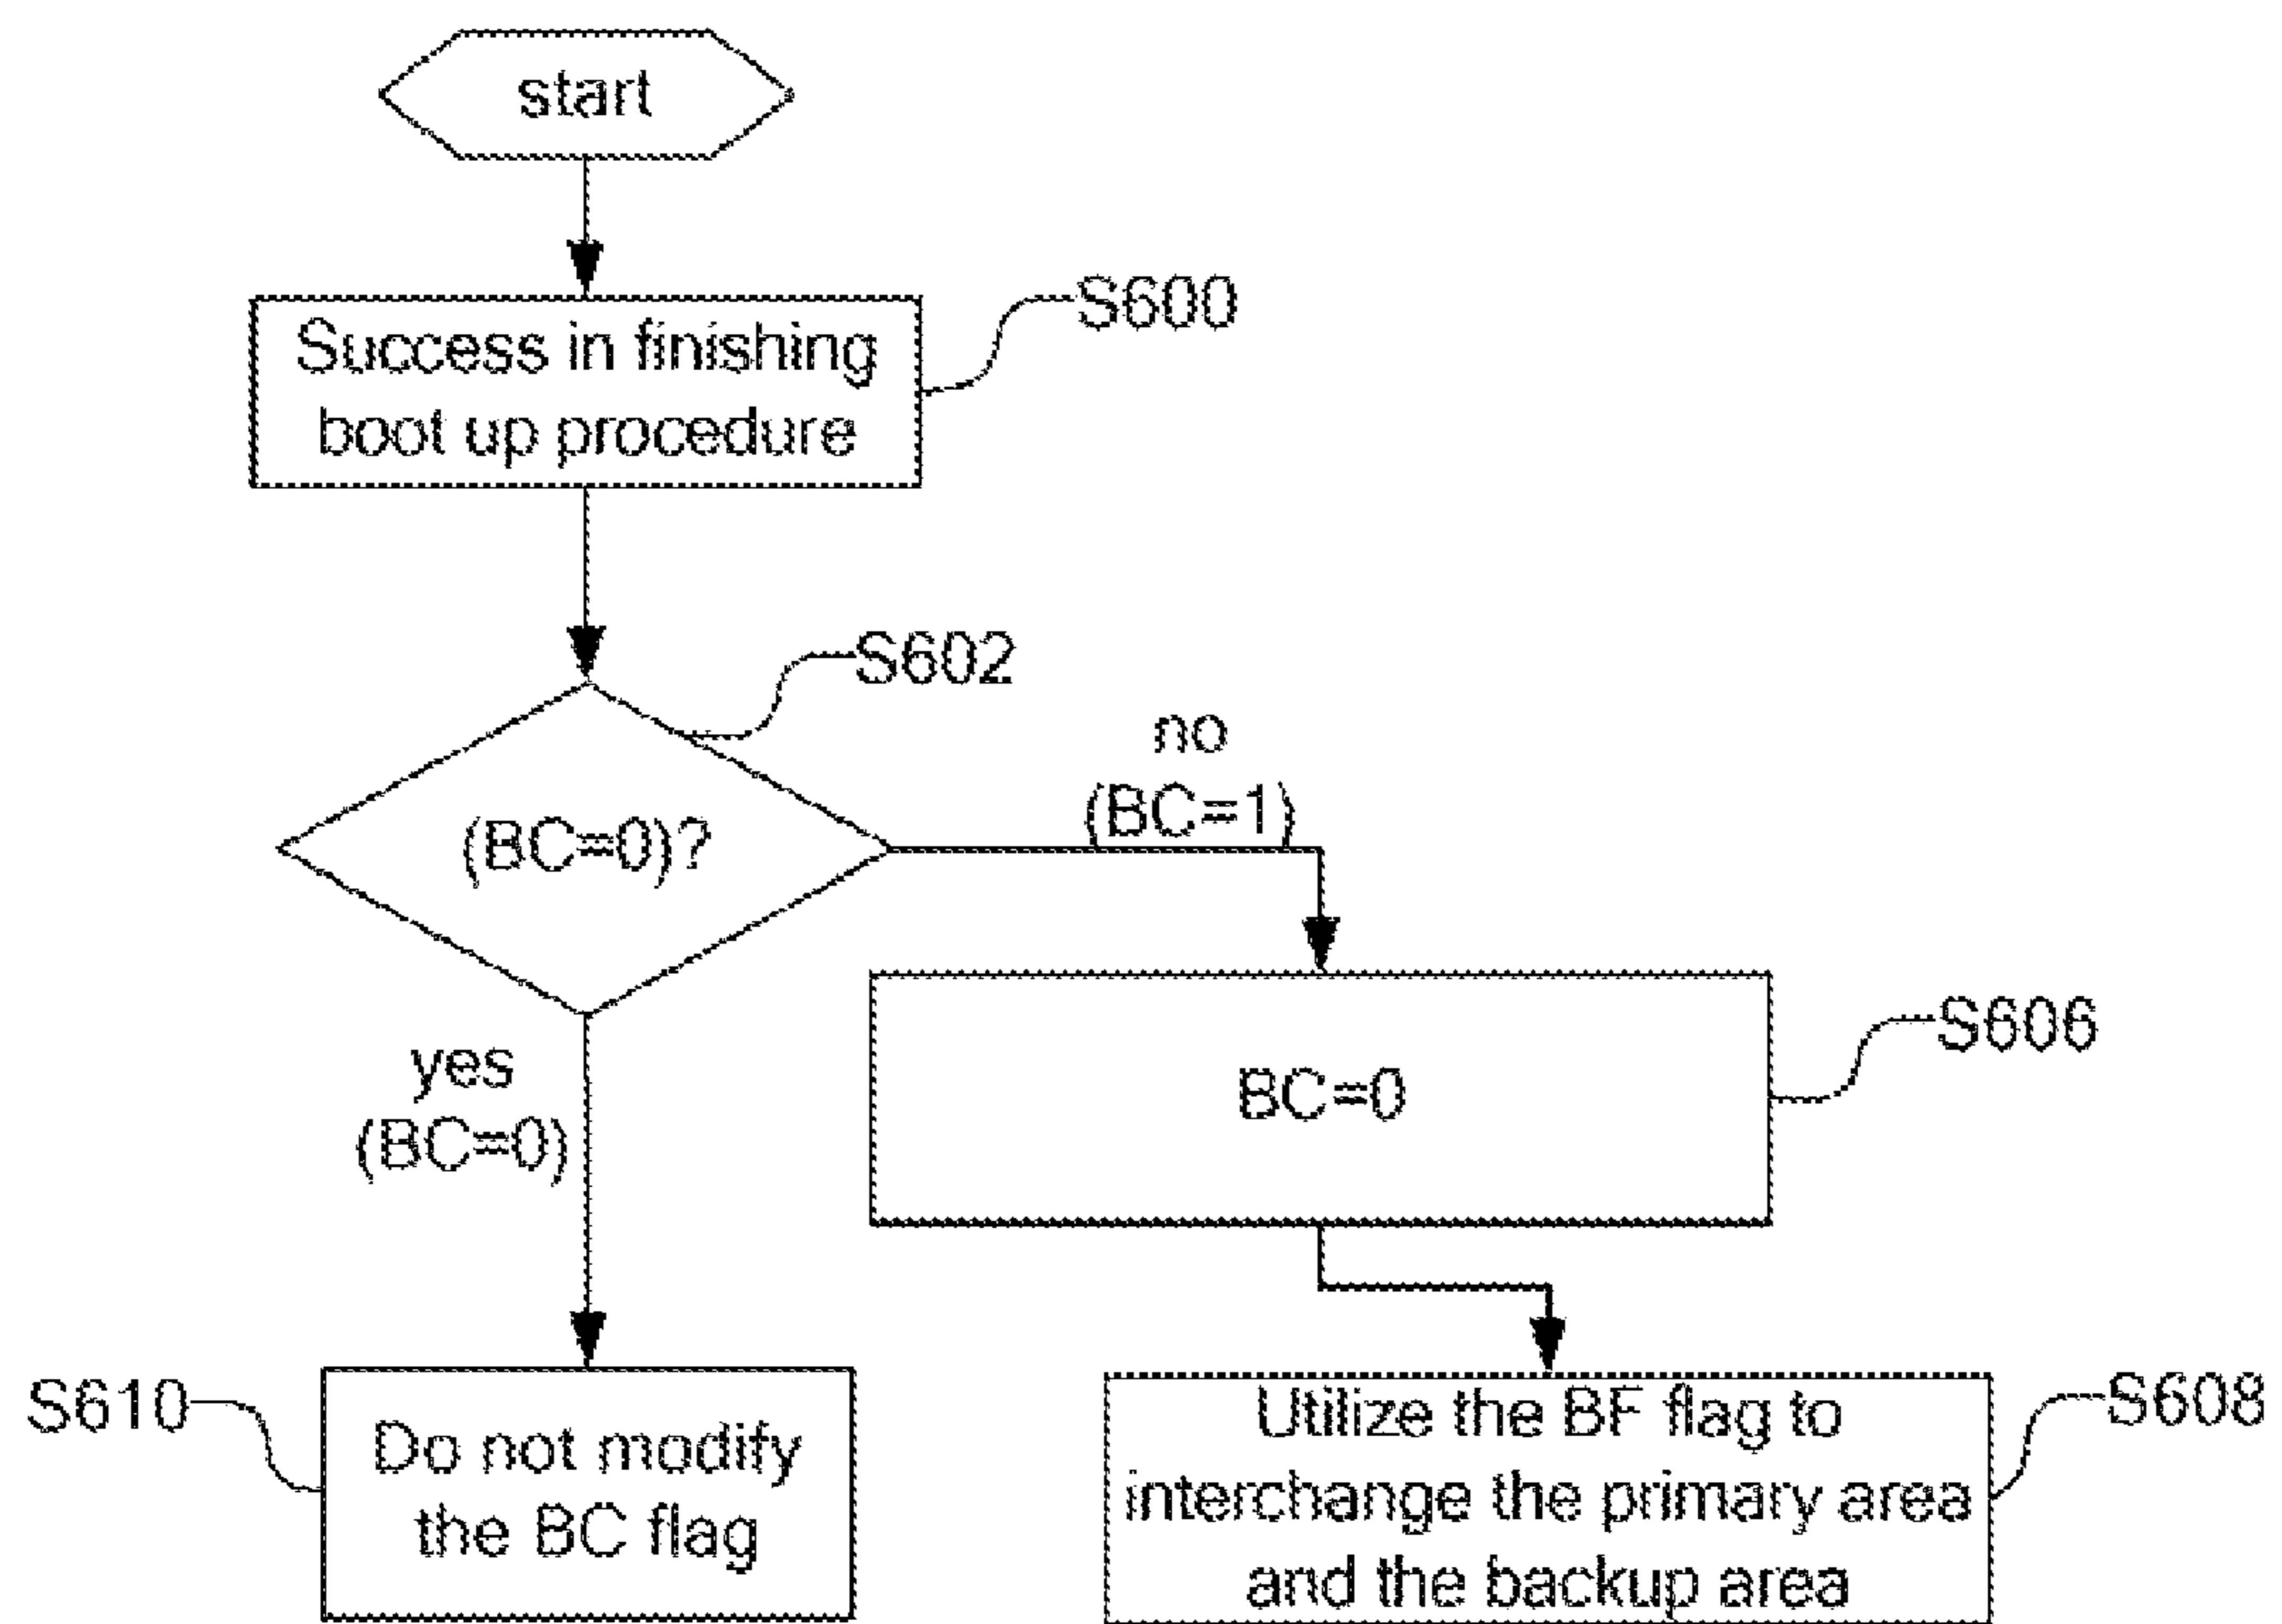 start
S600
Success in finishing
boot up procedure
S602
(BC=0)?
no
(BC=1)
S606
BC=0
yes
(BC=0)
S610
Do not modify
the BC flag
S608
Utilize the BF flag to
interchange the primary area
and the backup area